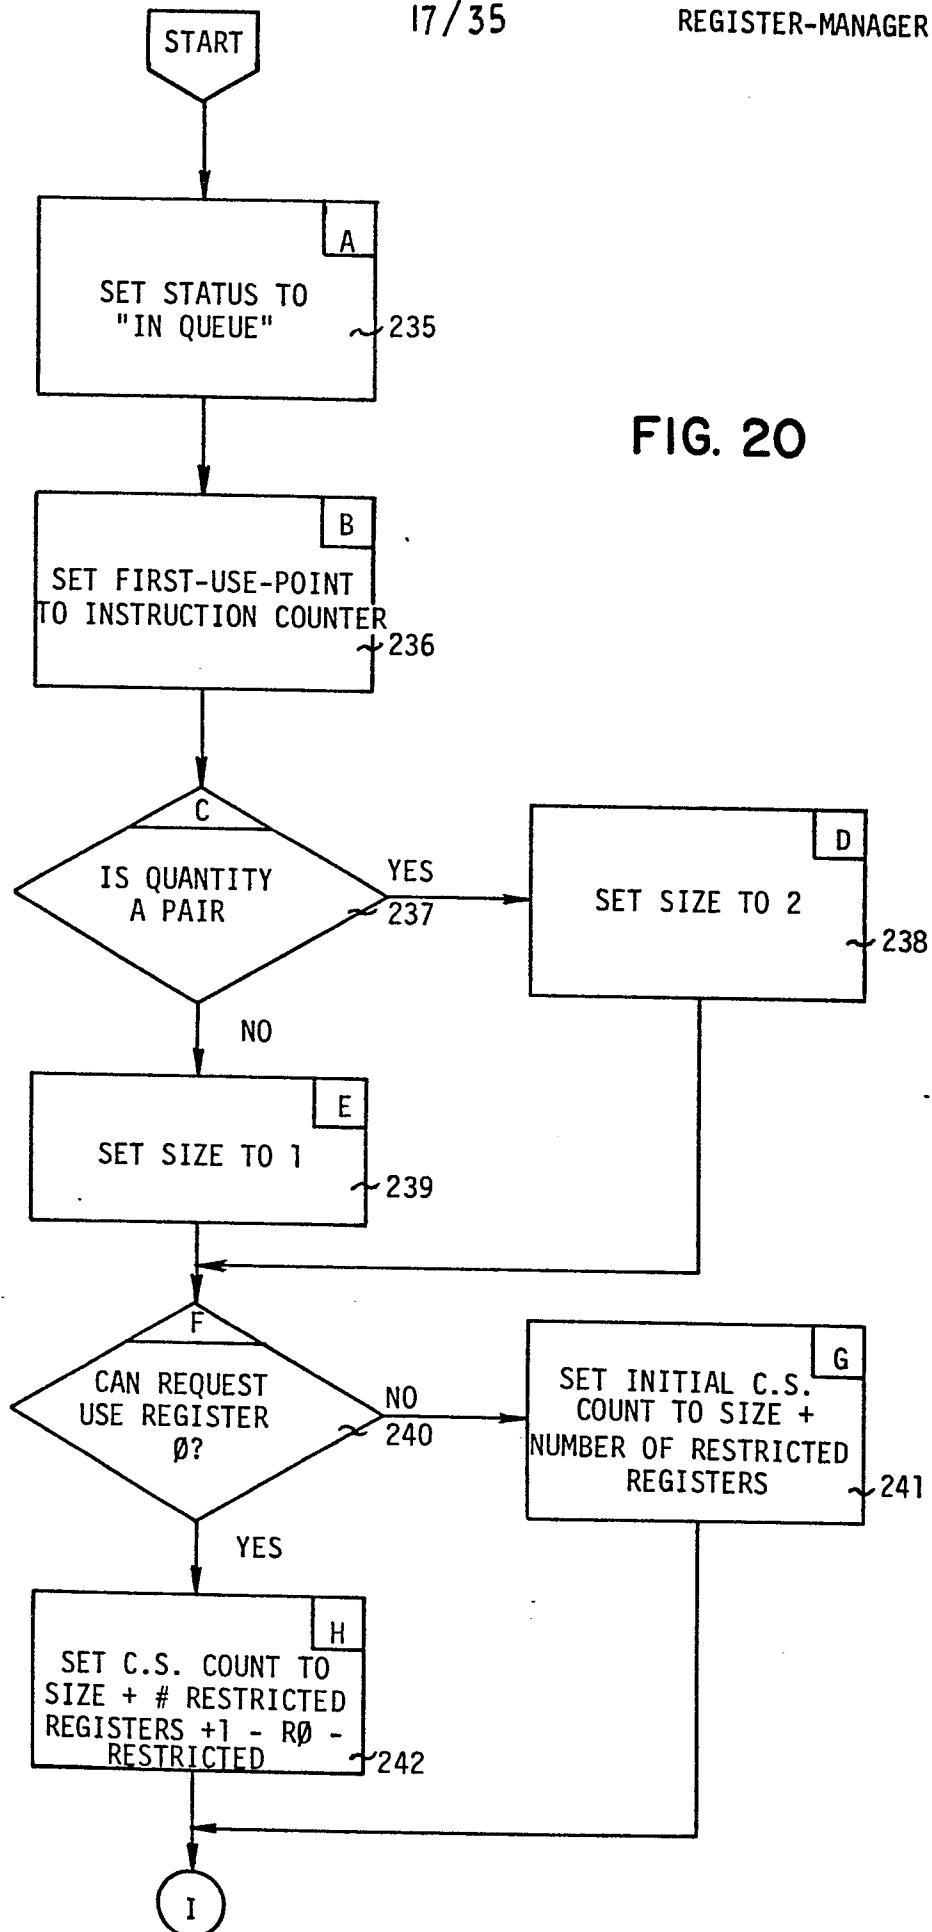 17/35
REGISTER-MANAGER
START
A
SET STATUS TO
"IN QUEUE"
235
FIG. 20
B
SET FIRST-USE-POINT
TO INSTRUCTION COUNTER
236
C
IS QUANTITY
A PAIR
YES
237
D
SET SIZE TO 2
238
NO
E
SET SIZE TO 1
239
F
CAN REQUEST
USE REGISTER
Ø?
NO
240
G
SET INITIAL C.S.
COUNT TO SIZE +
NUMBER OF RESTRICTED
REGISTERS
241
YES
H
SET C.S. COUNT TO
SIZE + # RESTRICTED
REGISTERS +1 - RØ -
RESTRICTED
242
I